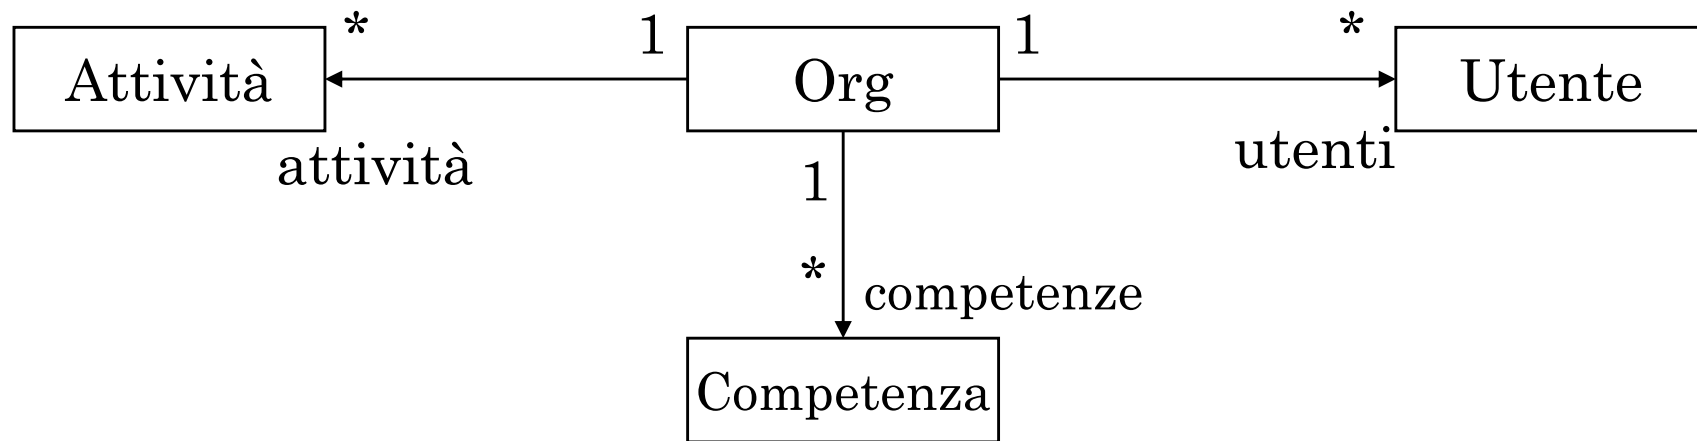 * 1 1 *
Attività Org Utente
attività 1 utenti
* competenze
Competenza